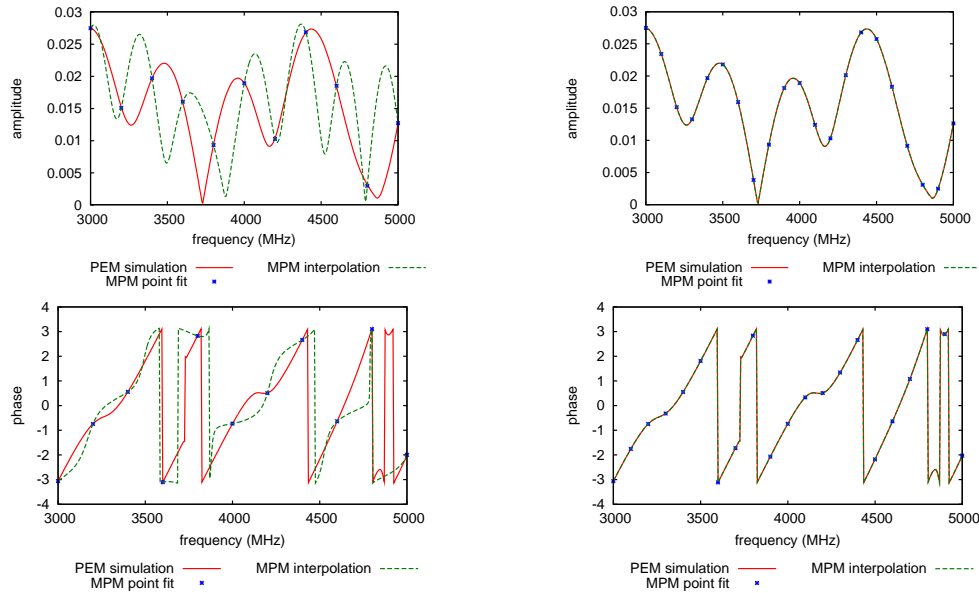 0.03
0.025
0.02
0.015
0.01
0.005
0
amplitude
3000 3500 4000 4500 5000
frequency (MHz)
PEM simulation
MPM interpolation
MPM point fit
0.03
0.025
0.02
0.015
0.01
0.005
0
amplitude
3000 3500 4000 4500 5000
frequency (MHz)
PEM simulation
MPM interpolation
MPM point fit
4
3
2
1
0
-1
-2
-3
-4
phase
3000 3500 4000 4500 5000
frequency (MHz)
PEM simulation
MPM interpolation
MPM point fit
4
3
2
1
0
-1
-2
-3
-4
phase
3000 3500 4000 4500 5000
frequency (MHz)
PEM simulation
MPM interpolation
MPM point fit